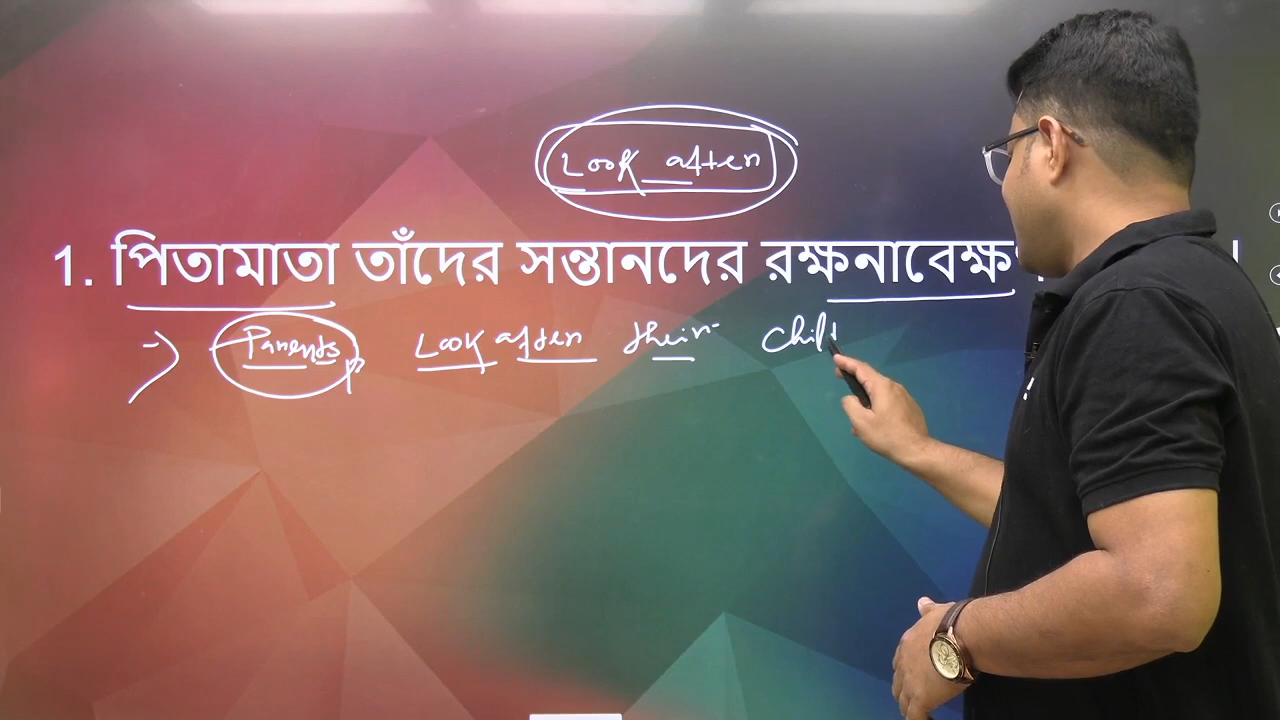 Look after
1. পিতামাতা তাঁদের সন্তানদের রক্ষনাবেক্ষ
Parents Look after their Chil